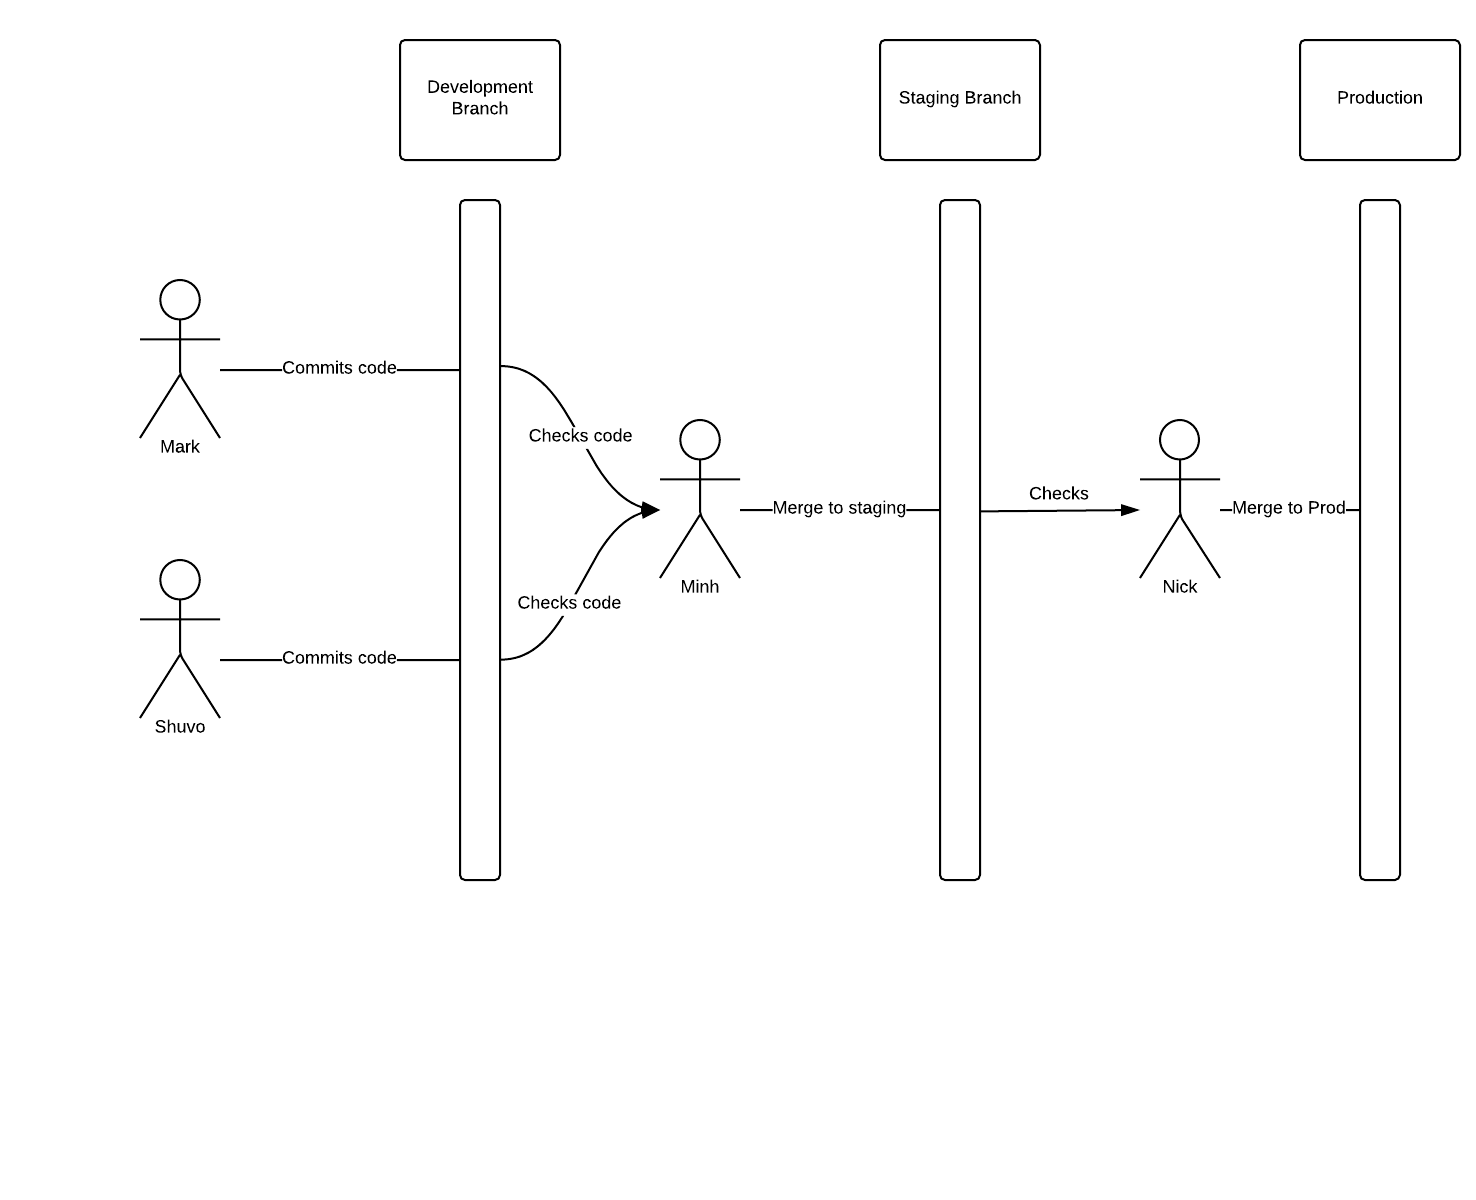 Development
Branch
Staging Branch
Production
Commits code
Mark
Checks code
Merge to staging
Checks
Merge to Prod
Minh
Nick
Checks code
Commits code
Shuvo